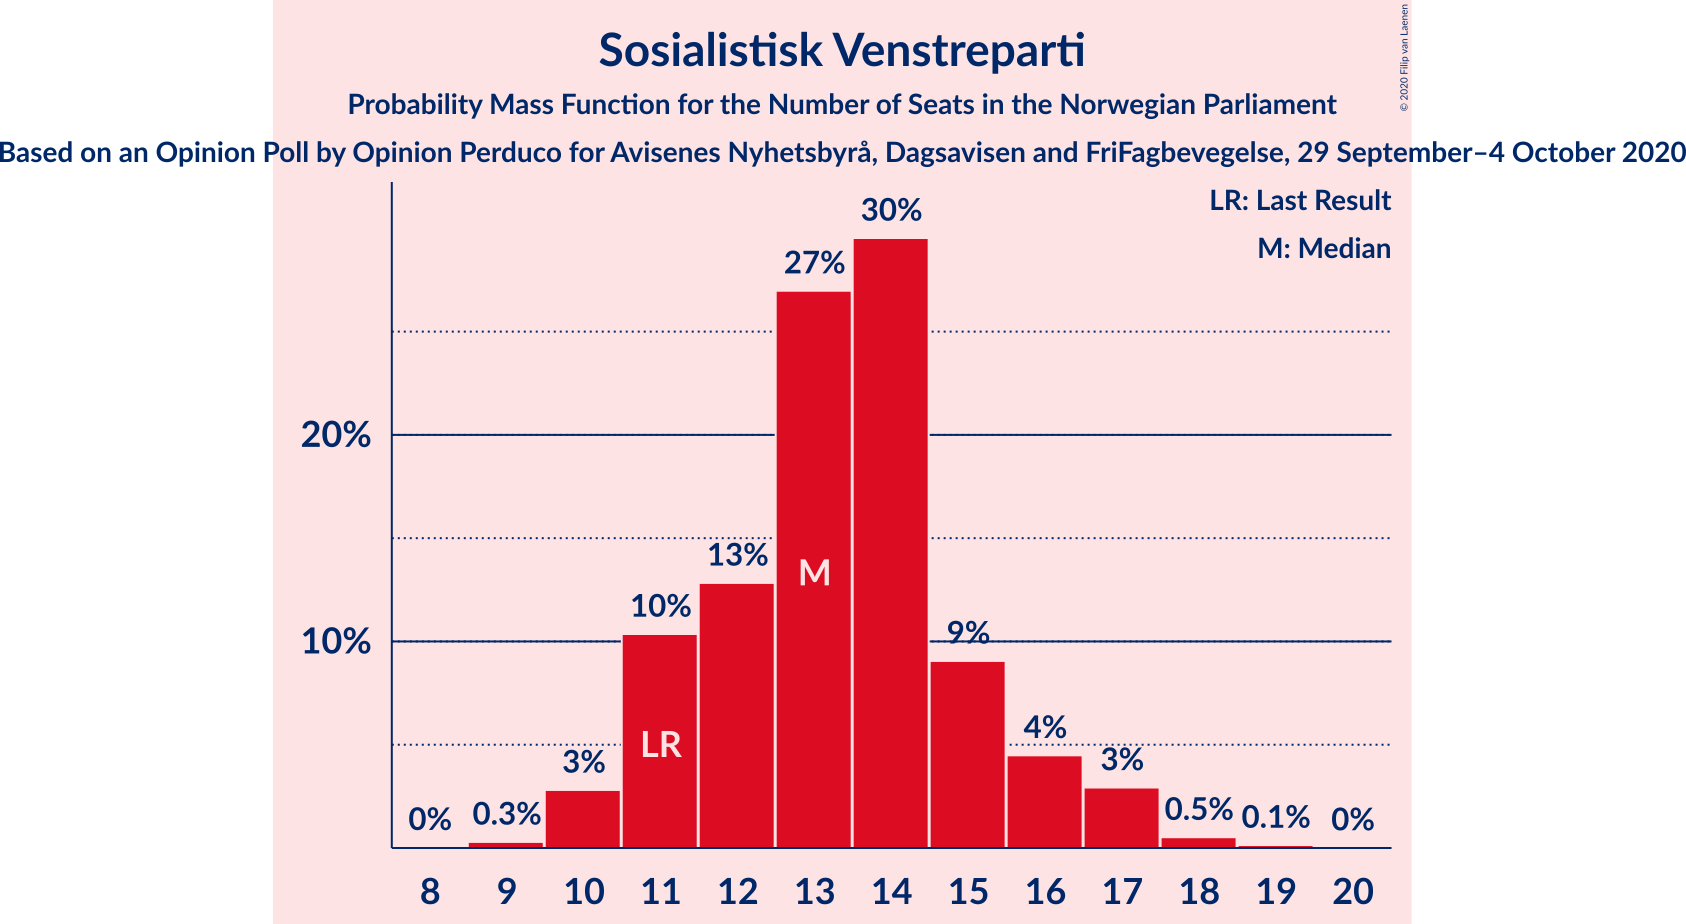 Sosialistisk Venstreparti
Probability Mass Function for the Number of Seats in the Norwegian Parliament
Based on an Opinion Poll by Opinion Perduco for Avisenes Nyhetsbyrå, Dagsavisen and FriFagbevegelse, 29 September–4 October 2020
© 2020 Filip van Laenen
LR: Last Result
M: Median
20%
10%
0%
0.3%
3%
10%
13%
27%
30%
9%
4%
3%
0.5%
0.1%
0%
LR
M
8 9 10 11 12 13 14 15 16 17 18 19 20